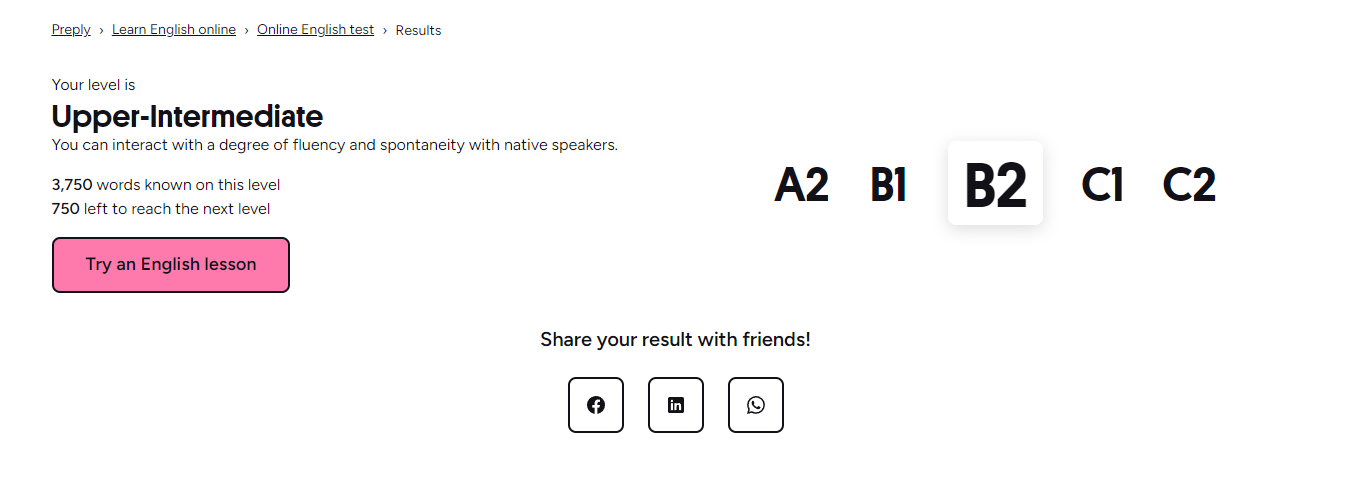 Preply › Learn English online › Online English test › Results
Your level is
Upper-Intermediate
You can interact with a degree of fluency and spontaneity with native speakers.
3,750 words known on this level
750 left to reach the next level
Try an English lesson
A2 B1 B2 C1 C2
Share your result with friends!